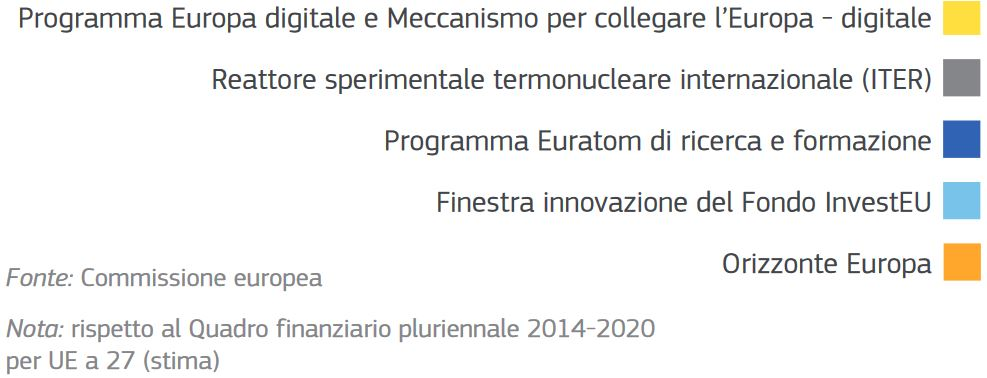 Programma Europa digitale e Meccanismo per collegare l'Europa - digitale
Reattore sperimentale termonucleare internazionale (ITER)
Programma Euratom di ricerca e formazione
Finestra innovazione del Fondo InvestEU
Orizzonte Europa
Fonte: Commissione europea
Nota: rispetto al Quadro finanziario pluriennale 2014-2020
per UE a 27 (stima)